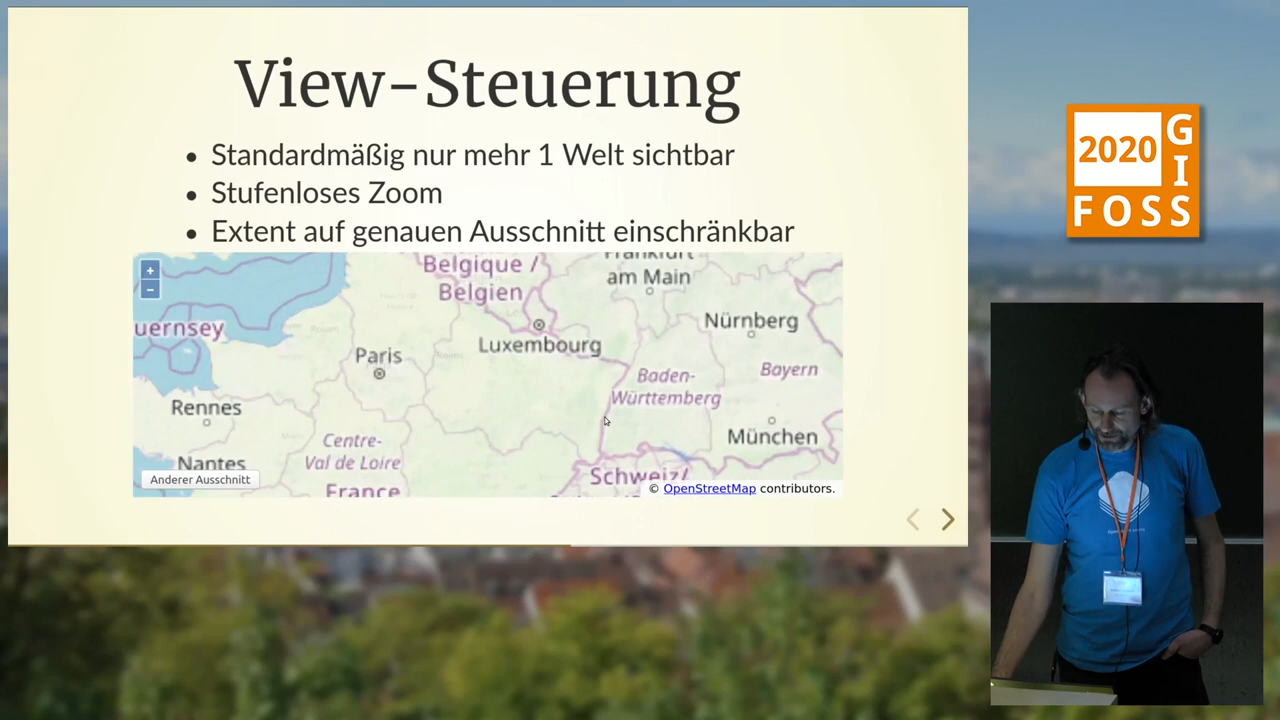 View-Steuerung
Standardmäßig nur mehr 1 Welt sichtbar
Stufenloses Zoom
Extent auf genauen Ausschnitt einschränkbar
+
−
Belgique /
Belgien
Frankfurt
am Main
uernsey
Nürnberg
Luxembourg
Paris
Bayern
Baden-
Württemberg
Rennes
München
Centre-
Val de Loire
Nantes
Schweiz/
France
Anderer Ausschnitt
© OpenStreetMap contributors.
2020
G
I
FOSS